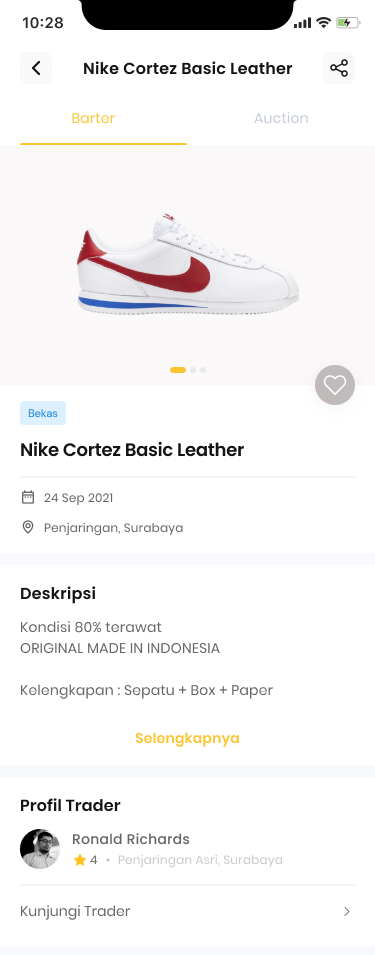 10:28
Nike Cortez Basic Leather
Barter
Auction
Bekas
Nike Cortez Basic Leather
24 Sep 2021
Penjaringan, Surabaya
Deskripsi
Kondisi 80% terawat
ORIGINAL MADE IN INDONESIA
Kelengkapan : Sepatu + Box + Paper
Selengkapnya
Profil Trader
Ronald Richards
4 • Penjaringan Asri, Surabaya
Kunjungi Trader